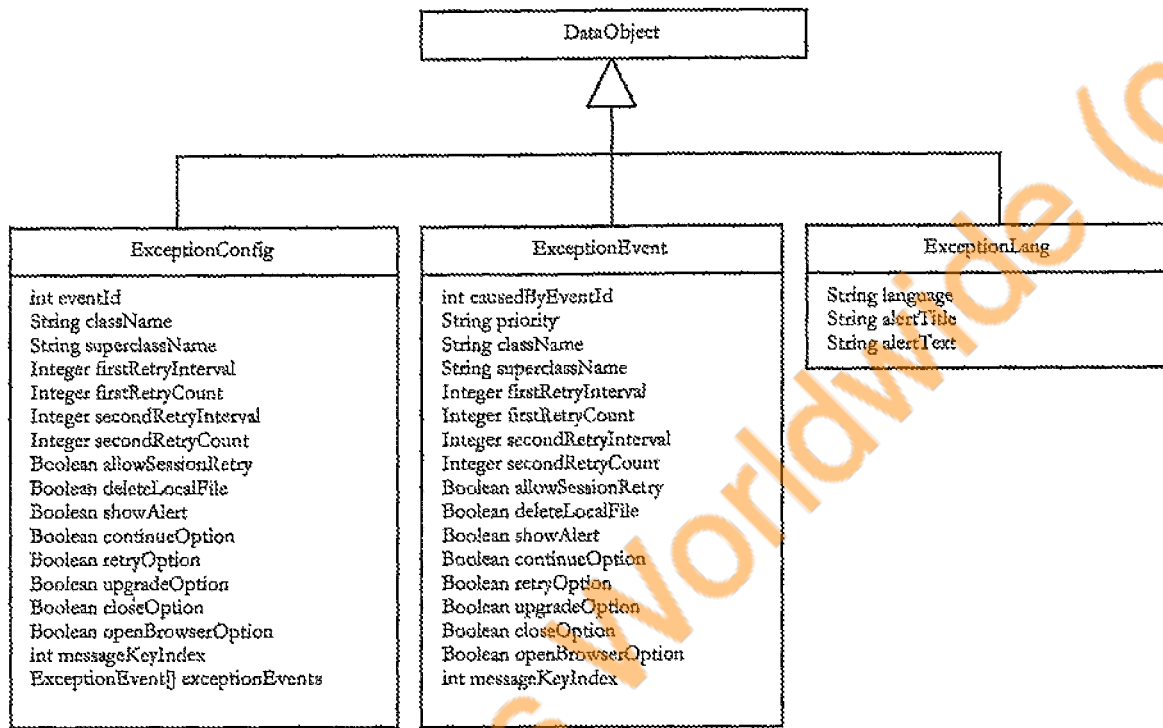 DataObject
ExceptionConfig
int eventId
String className
String superclassName
Integer firstRetryInterval
Integer firstRetryCount
Integer secondRetryInterval
Integer secondRetryCount
Boolean allowSessionRetry
Boolean deleteLocalFile
Boolean showAlert
Boolean continueOption
Boolean retryOption
Boolean upgradeOption
Boolean closeOption
Boolean openBrowserOption
int messageKeyIndex
ExceptionEvent[] exceptionEvents
ExceptionEvent
int causedByEventId
String priority
String className
String superclassName
Integer firstRetryInterval
Integer firstRetryCount
Integer secondRetryInterval
Integer secondRetryCount
Boolean allowSessionRetry
Boolean deleteLocalFile
Boolean showAlert
Boolean continueOption
Boolean retryOption
Boolean upgradeOption
Boolean closeOption
Boolean openBrowserOption
int messageKeyIndex
ExceptionLang
String language
String alertTitle
String alertText
s Worldwide (